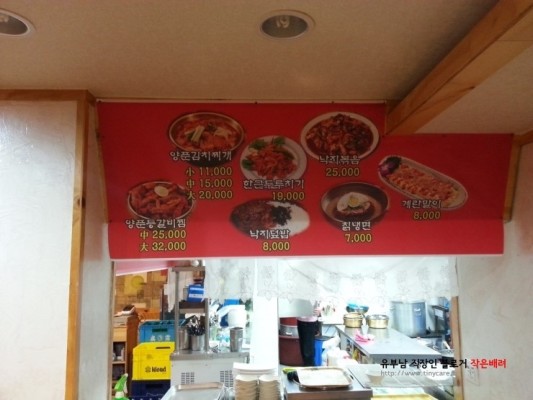 양푼김치찌개
小 11,000
中 15,000
大 20,000
한근두루치기
19,000
낙지볶음
25,000
계란말이
8,000
양푼등갈비찜
中 25,000
大 32,000
낙지덮밥
8,000
칡냉면
7,000
유부남 직장인 블로거 작은배려
http://www.tinycare.